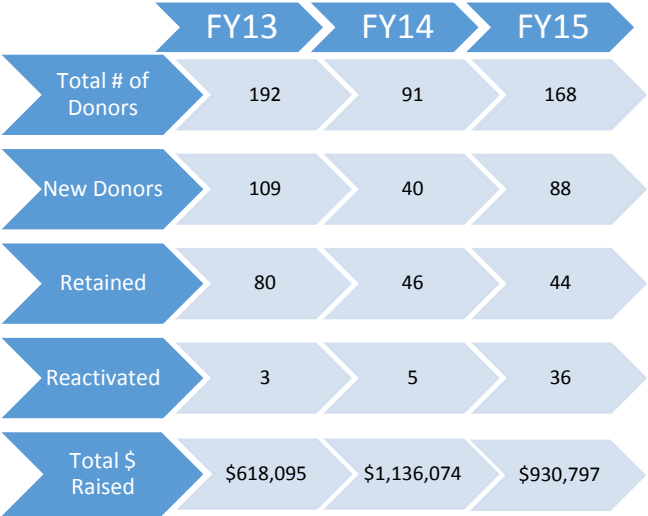 FY13 FY14 FY15
Total # of
Donors
192 91 168
New Donors 109 40 88
Retained 80 46 44
Reactivated 3 5 36
Total $
Raised
$618,095 $1,136,074 $930,797